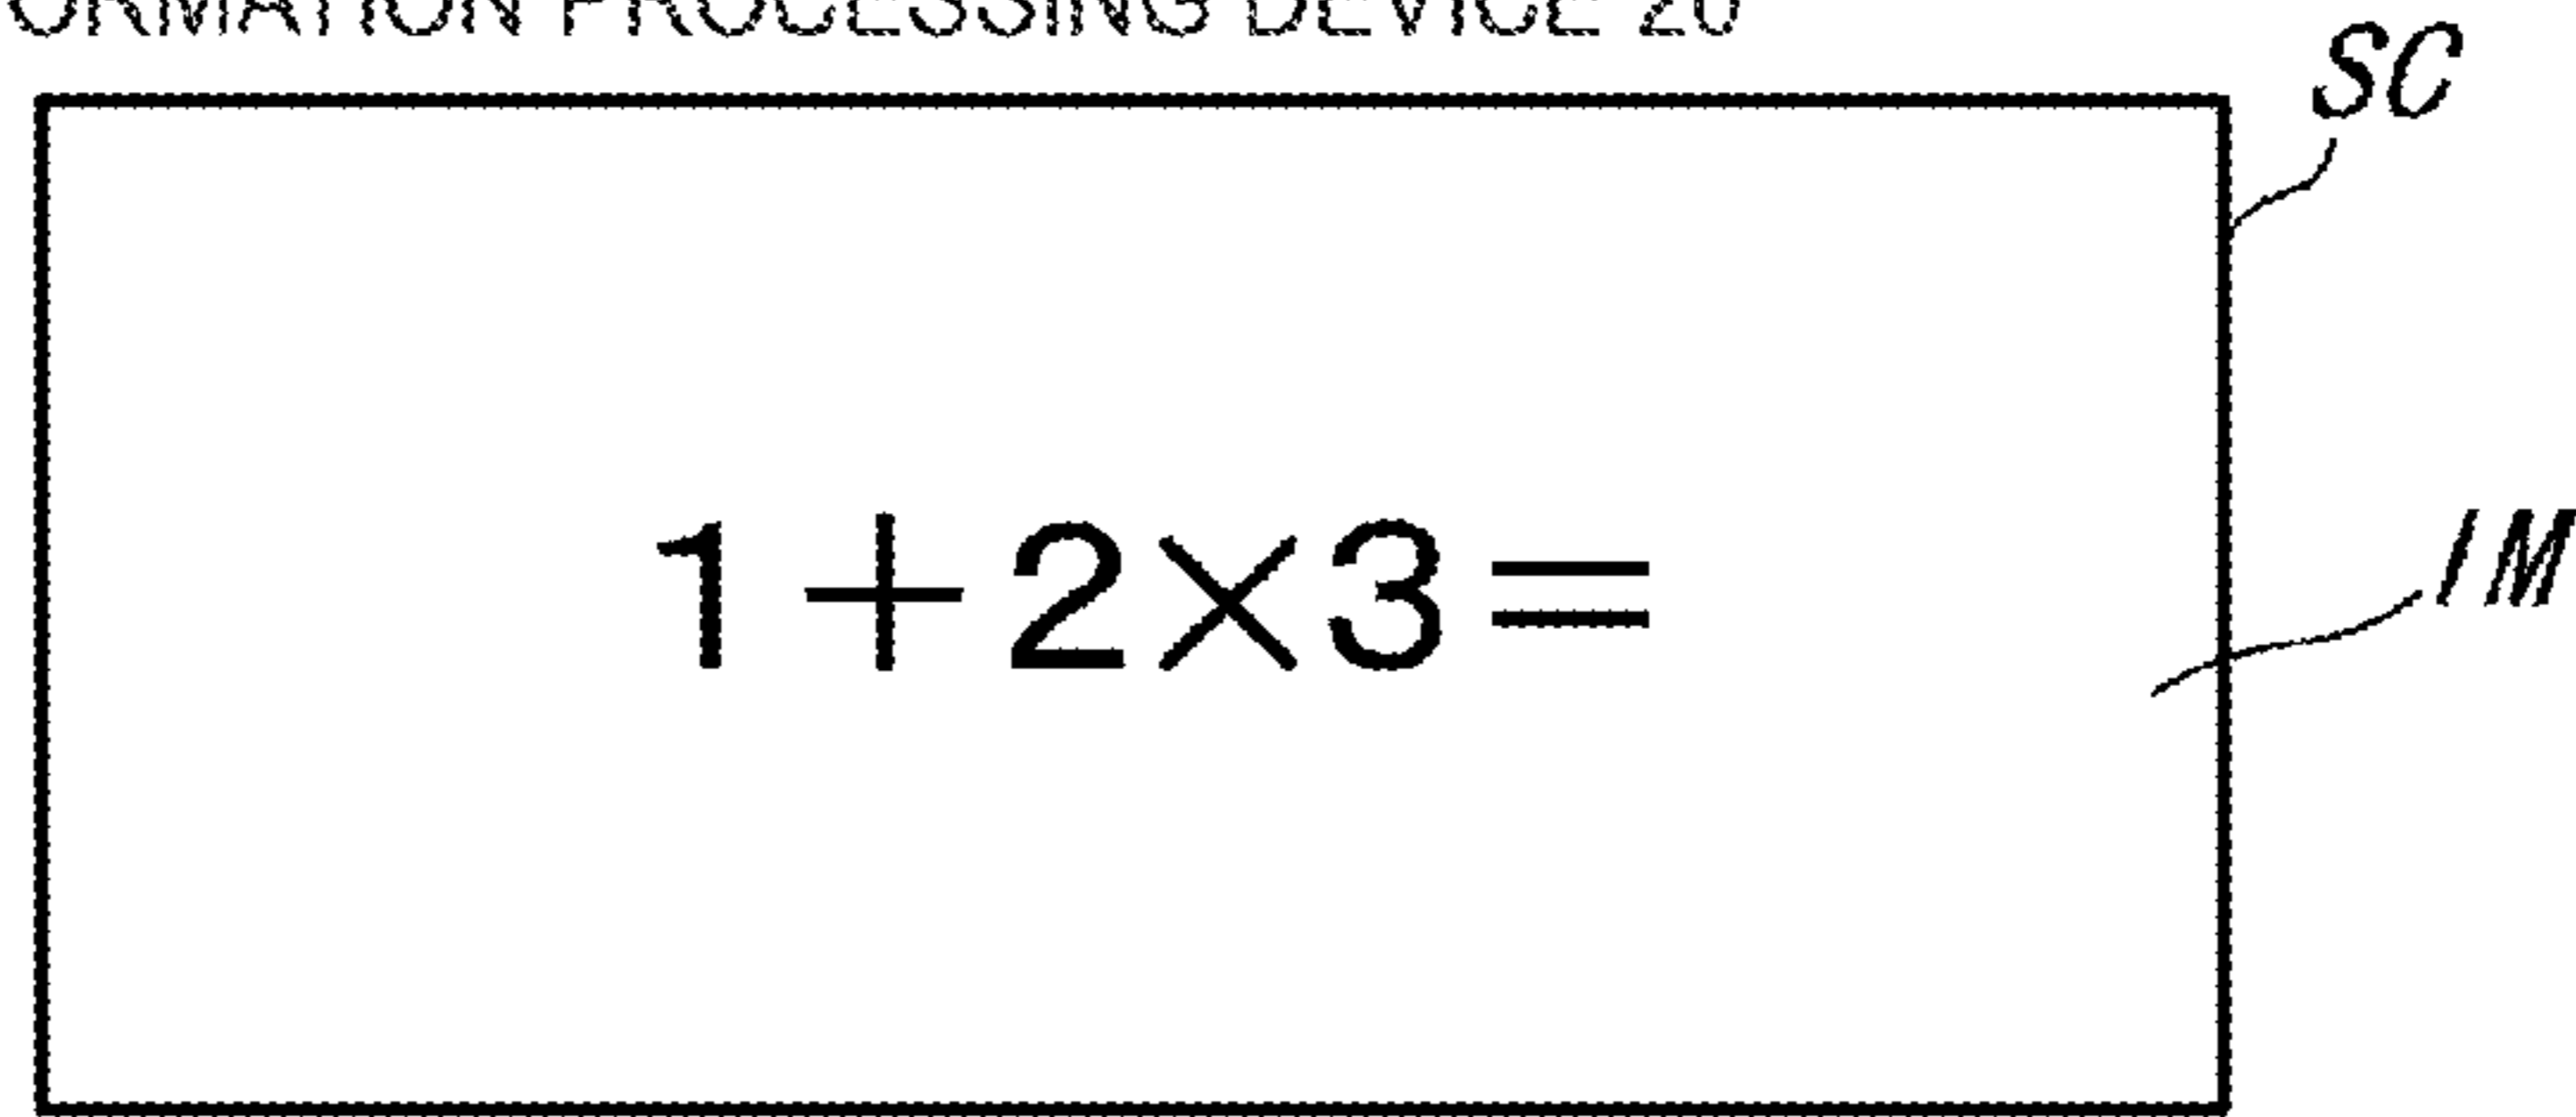 ORMATION PROCESSING DEVICE 20
SC
1+2×3=
IM